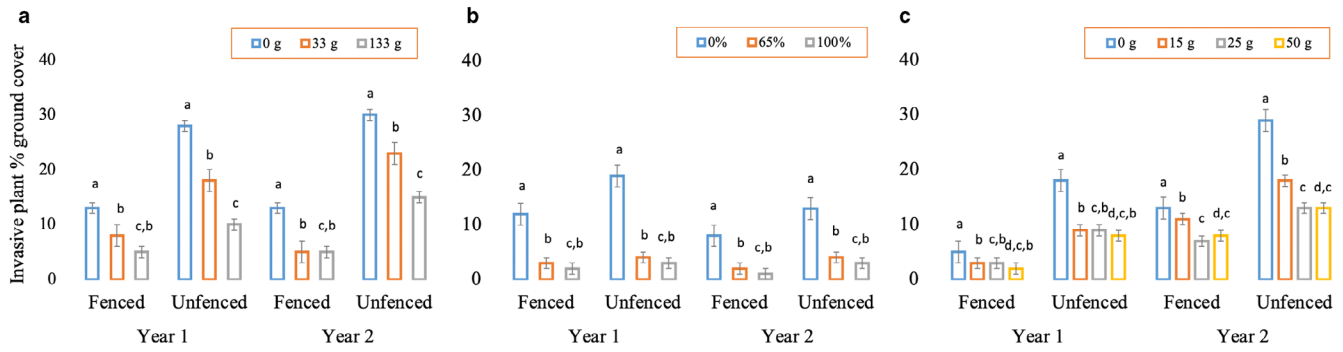 a
0 g 33 g 133 g
Invasive plant % ground cover
40
30
20
10
0
a
b
c,b
a
b
c
a
b
c,b
a
b
c
Fenced Unfenced Fenced Unfenced
Year 1 Year 2
b
0% 65% 100%
40
30
20
10
0
a
b
c,b
a
b
c,b
a
b
c,b
a
b
c,b
Fenced Unfenced Fenced Unfenced
Year 1 Year 2
c
0 g 15 g 25 g 50 g
40
30
20
10
0
a
b
c,b
d,c,b
a
b
c,b
d,c,b
a
b
c
d,c
a
b
c
d,c
Fenced Unfenced Fenced Unfenced
Year 1 Year 2